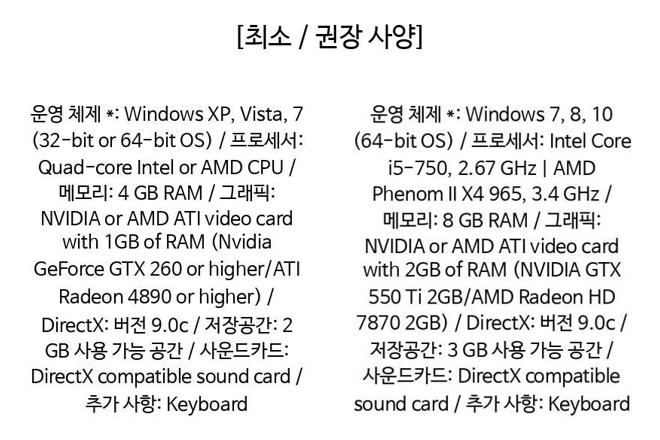 [최소 / 권장 사양]
운영 체제 *: Windows XP, Vista, 7
(32-bit or 64-bit OS) / 프로세서:
Quad-core Intel or AMD CPU /
메모리: 4 GB RAM / 그래픽:
NVIDIA or AMD ATI video card
with 1GB of RAM (Nvidia
GeForce GTX 260 or higher/ATI
Radeon 4890 or higher) /
DirectX: 버전 9.0c / 저장공간: 2
GB 사용 가능 공간 / 사운드카드:
DirectX compatible sound card /
추가 사항: Keyboard
운영 체제 *: Windows 7, 8, 10
(64-bit OS) / 프로세서: Intel Core
i5-750, 2.67 GHz | AMD
Phenom II X4 965, 3.4 GHz /
메모리: 8 GB RAM / 그래픽:
NVIDIA or AMD ATI video card
with 2GB of RAM (NVIDIA GTX
550 Ti 2GB/AMD Radeon HD
7870 2GB) / DirectX: 버전 9.0c /
저장공간: 3 GB 사용 가능 공간 /
사운드카드: DirectX compatible
sound card / 추가 사항: Keyboard